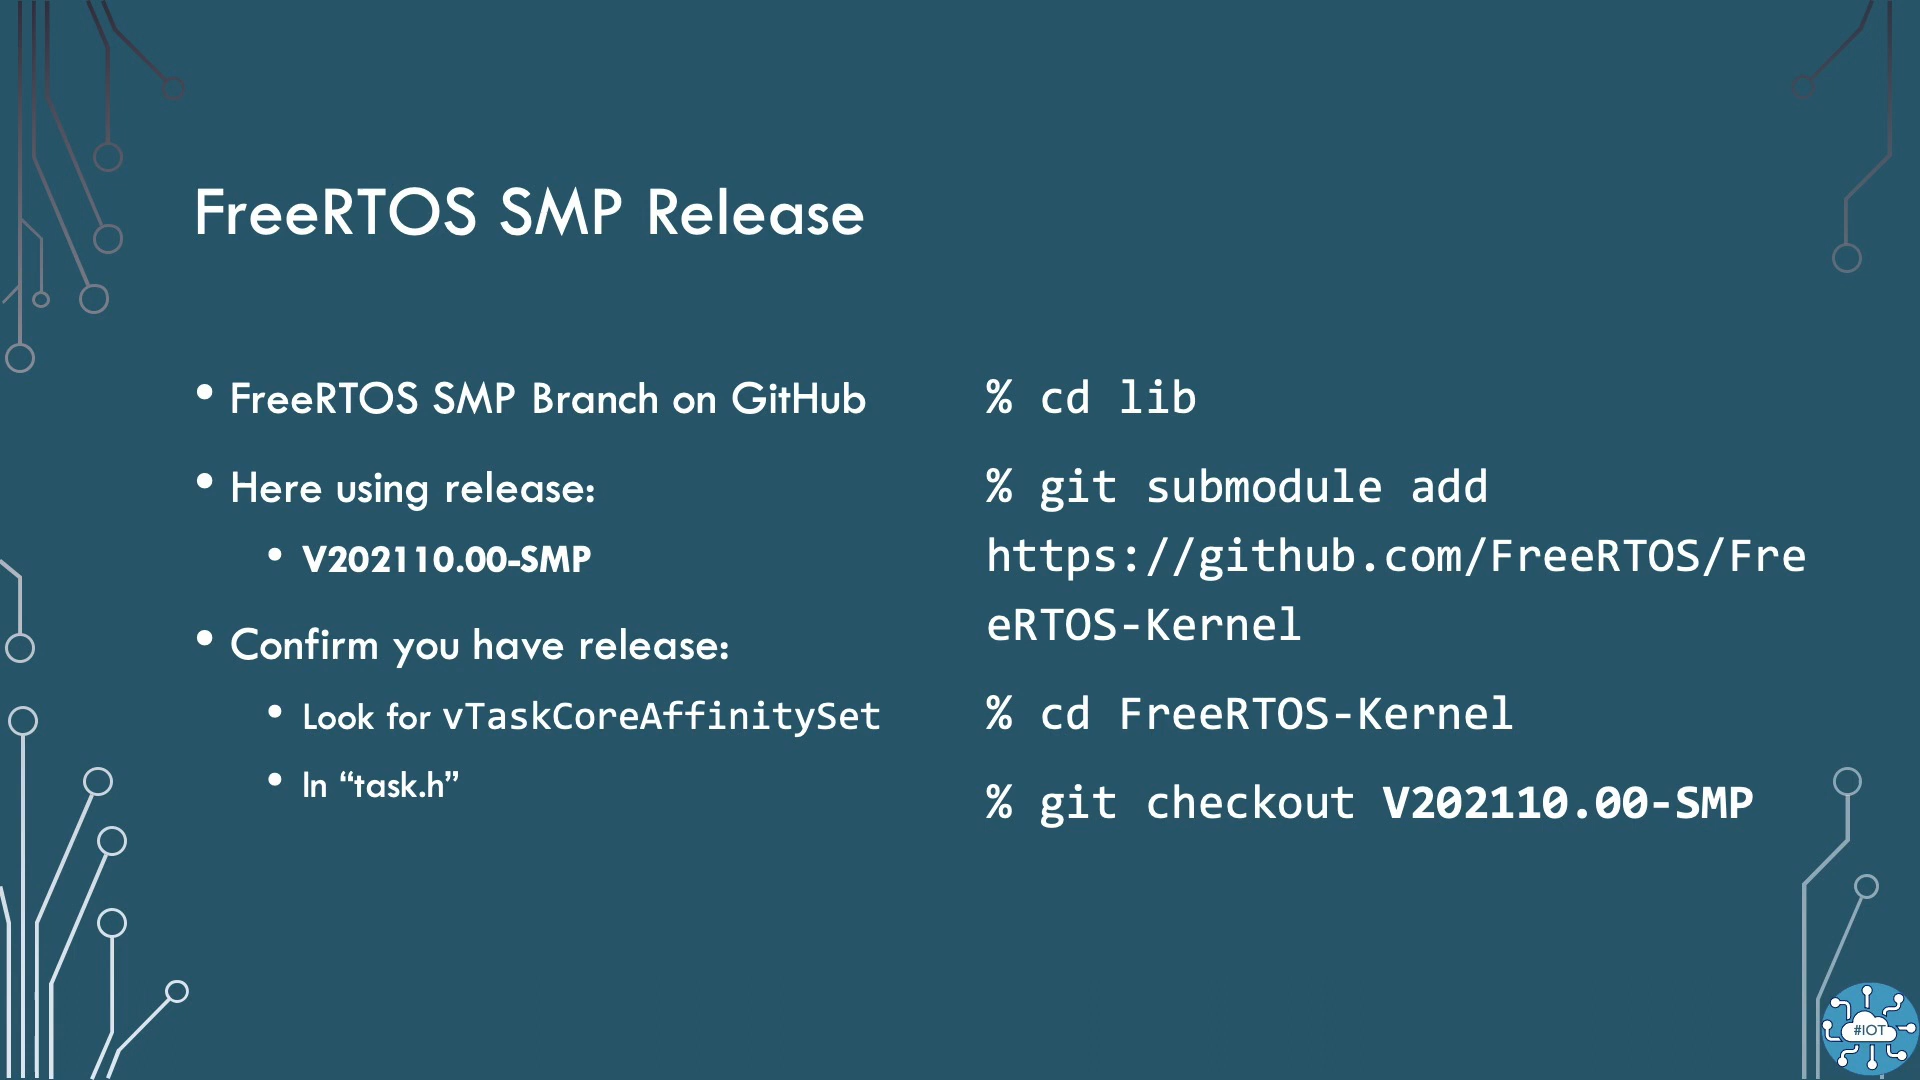 FreeRTOS SMP Release
• FreeRTOS SMP Branch on GitHub
• Here using release:
• V202110.00-SMP
• Confirm you have release:
• Look for vTaskCoreAffinitySet
• In “task.h”
% cd lib
% git submodule add
https://github.com/FreeRTOS/Fre
eRTOS-Kernel
% cd FreeRTOS-Kernel
% git checkout V202110.00-SMP
#IOT